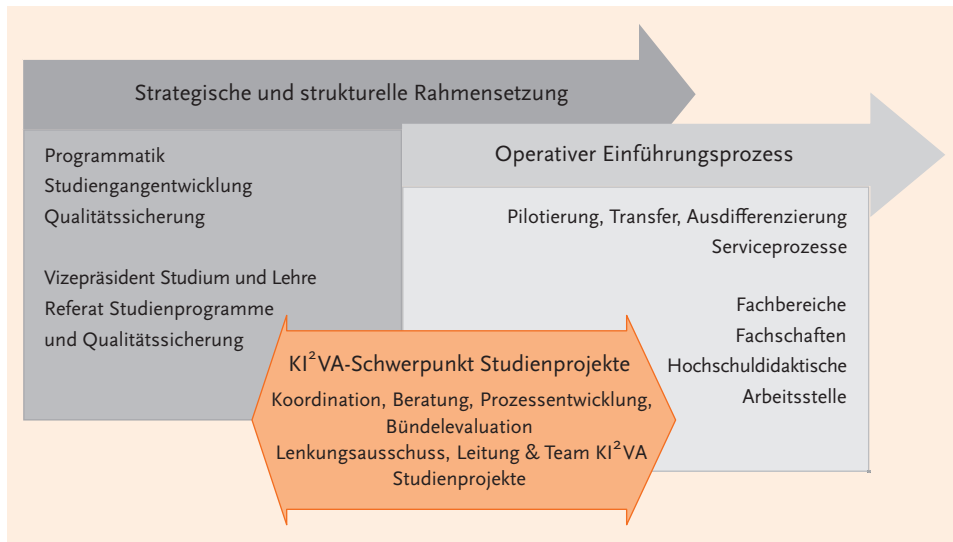 Strategische und strukturelle Rahmensetzung
Programmatik
Studiengangentwicklung
Qualitätssicherung
Vizepräsident Studium und Lehre
Referat Studienprogramme
und Qualitätssicherung
Operativer Einführungsprozess
Pilotierung, Transfer, Ausdifferenzierung
Serviceprozesse
Fachbereiche
Fachschaften
Hochschuldidaktische
Arbeitsstelle
KI²VA-Schwerpunkt Studienprojekte
Koordination, Beratung, Prozessentwicklung,
Bündelevaluation
Lenkungsausschuss, Leitung & Team KI²VA
Studienprojekte